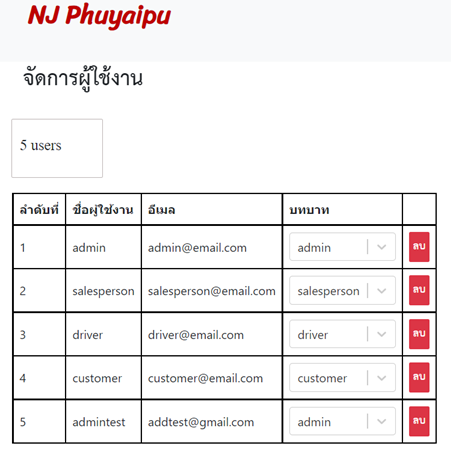 NJ Phuyaipu
จัดการผู้ใช้งาน
5 users
ลำดับที่ ชื่อผู้ใช้งาน อีเมล บทบาท
1 admin admin@email.com admin ลบ
2 salesperson salesperson@email.com salesperson ลบ
3 driver driver@email.com driver ลบ
4 customer customer@email.com customer ลบ
5 admintest addtest@gmail.com admin ลบ